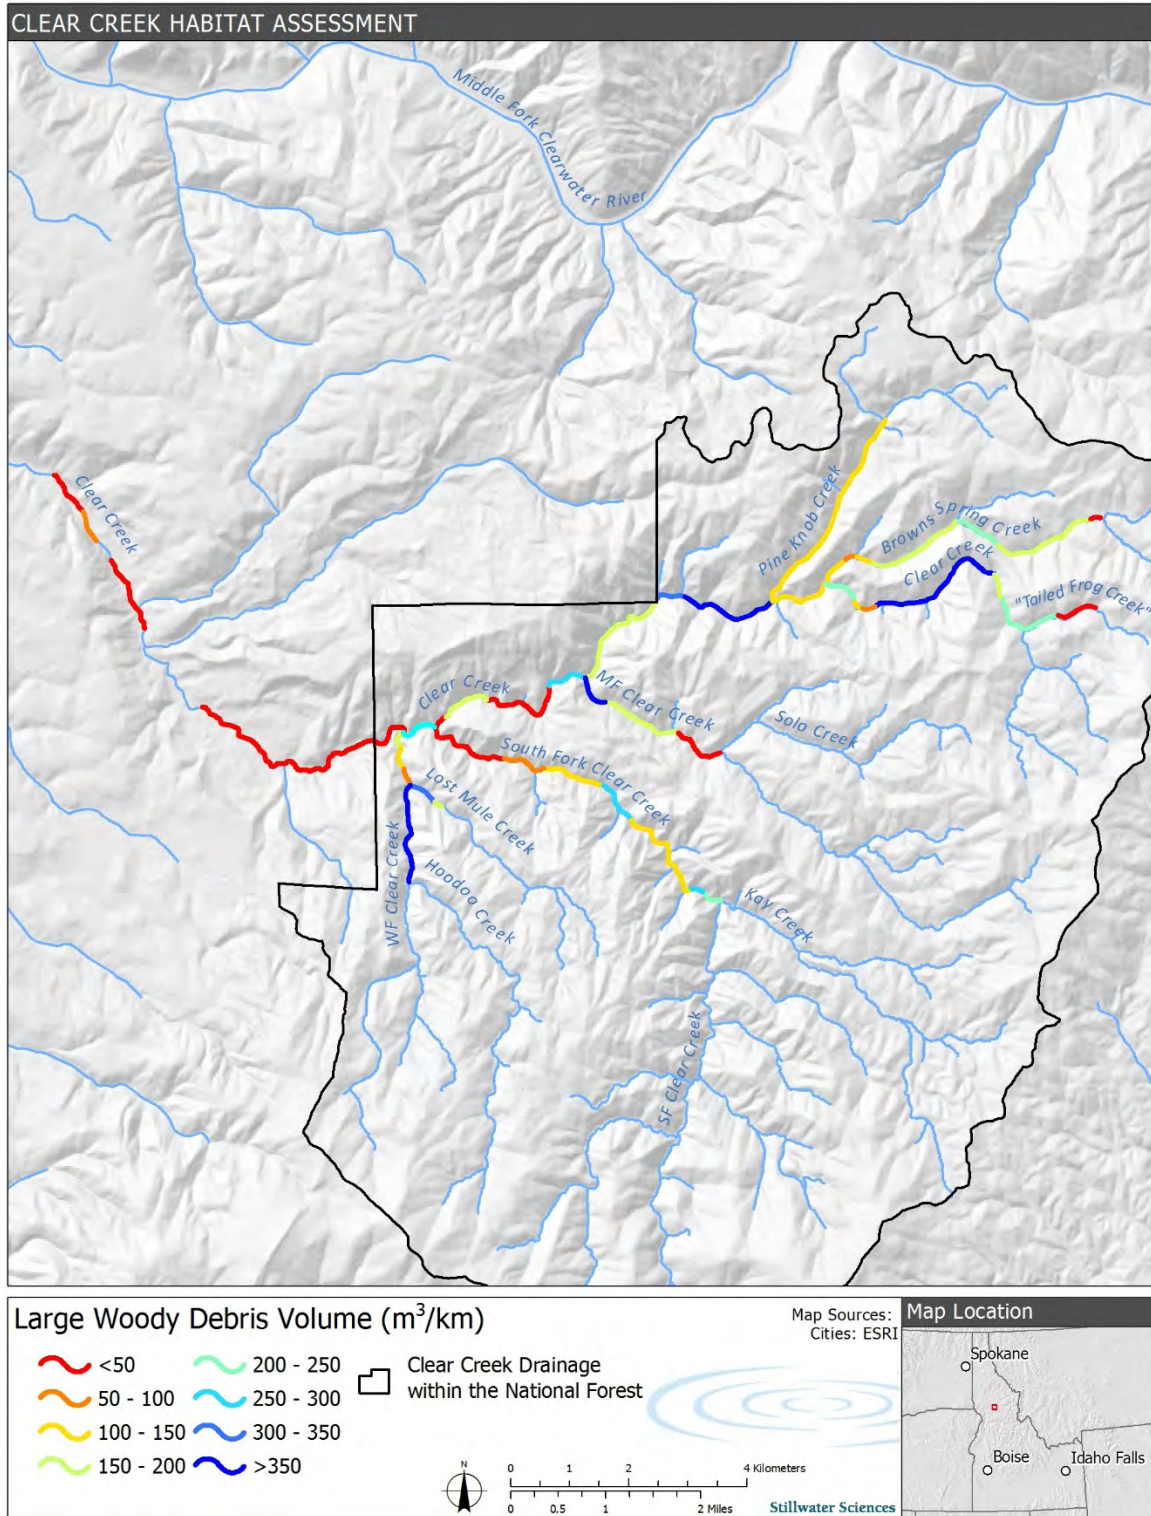 CLEAR CREEK HABITAT ASSESSMENT
Middle Fork Clearwater River
Clear Creek
Pine Knob Creek
Browns Spring Creek
Clear Creek
"Tailed Frog Creek"
MF Clear Creek
Clear Creek
Solo Creek
South Fork Clear Creek
Lost Mule Creek
WF Clear Creek
Hoodoo Creek
Kay Creek
SF Clear Creek
Large Woody Debris Volume (m³/km)
<50
50 - 100
100 - 150
150 - 200
200 - 250
250 - 300
300 - 350
>350
Clear Creek Drainage
within the National Forest
Map Sources:
Cities: ESRI
N
0 1 2 4 Kilometers
0 0.5 1 2 Miles
Stillwater Sciences
Map Location
Spokane
Boise
Idaho Falls